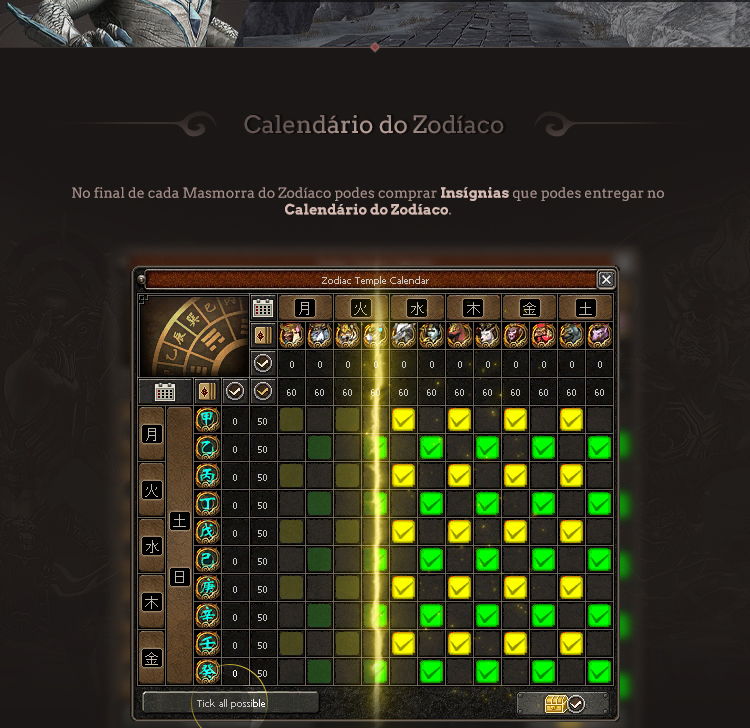 Calendário do Zodíaco
No final de cada Masmorra do Zodíaco podes comprar Insígnias que podes entregar no
Calendário do Zodíaco.
Zodiac Temple Calendar
月 火 水 木 金 土
0 0 0 0 0 0 0 0 0 0 0
60 60 60 60 60 60 60 60 60 60 60
甲 0 50
月
乙 0 50
丙 0 50
火
丁 0 50
土
戊 0 50
水
己 0 50
日
庚 0 50
木
辛 0 50
壬 0 50
金
癸 0 50
Tick all possible